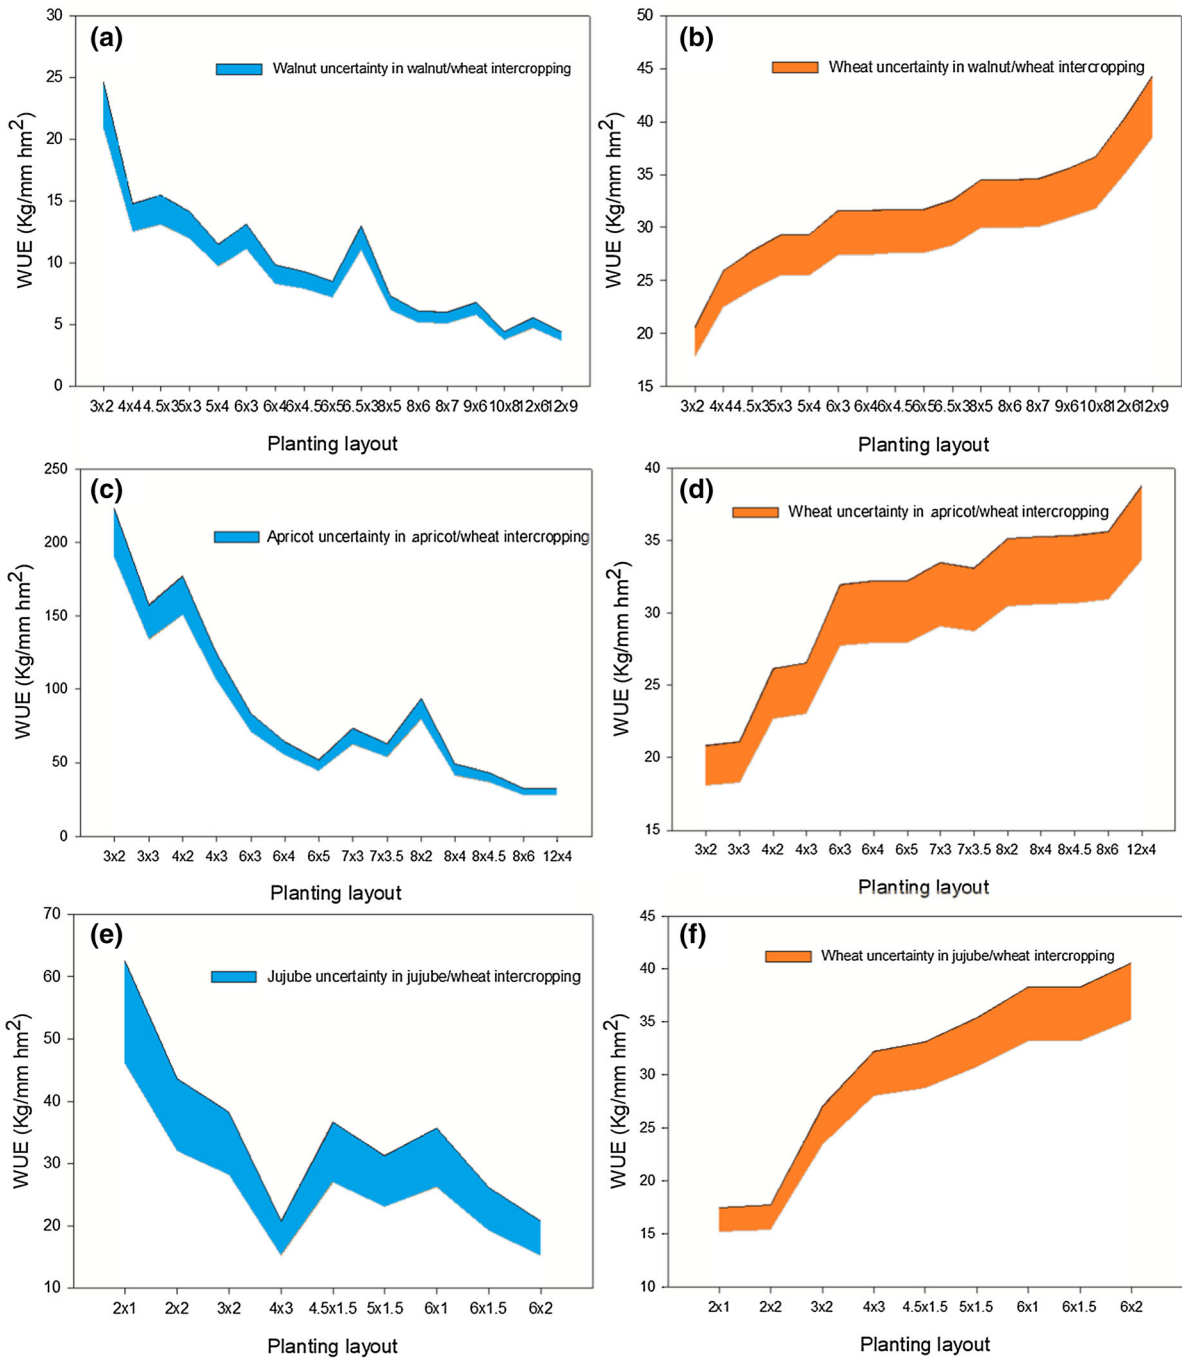 (a)
Walnut uncertainty in walnut/wheat intercropping
WUE (Kg/mm hm2)
30
25
20
15
10
5
0
3x2 4x4 4.5x3 5x3 5x4 6x3 6x4 6x4.5 6x5 6.5x3 8x5 8x6 8x7 9x6 10x8 12x6 12x9
Planting layout
(b)
Wheat uncertainty in walnut/wheat intercropping
WUE (Kg/mm hm2)
50
45
40
35
30
25
20
15
3x2 4x4 4.5x3 5x3 5x4 6x3 6x4 6x4.5 6x5 6.5x3 8x5 8x6 8x7 9x6 10x8 12x6 12x9
Planting layout
(c)
Apricot uncertainty in apricot/wheat intercropping
WUE (Kg/mm hm2)
250
200
150
100
50
0
3x2 3x3 4x2 4x3 6x3 6x4 6x5 7x3 7x3.5 8x2 8x4 8x4.5 8x6 12x4
Planting layout
(d)
Wheat uncertainty in apricot/wheat intercropping
WUE (Kg/mm hm2)
40
35
30
25
20
15
3x2 3x3 4x2 4x3 6x3 6x4 6x5 7x3 7x3.5 8x2 8x4 8x4.5 8x6 12x4
Planting layout
(e)
Jujube uncertainty in jujube/wheat intercropping
WUE (Kg/mm hm2)
70
60
50
40
30
20
10
2x1 2x2 3x2 4x3 4.5x1.5 5x1.5 6x1 6x1.5 6x2
Planting layout
(f)
Wheat uncertainty in jujube/wheat intercropping
WUE (Kg/mm hm2)
45
40
35
30
25
20
15
10
2x1 2x2 3x2 4x3 4.5x1.5 5x1.5 6x1 6x1.5 6x2
Planting layout